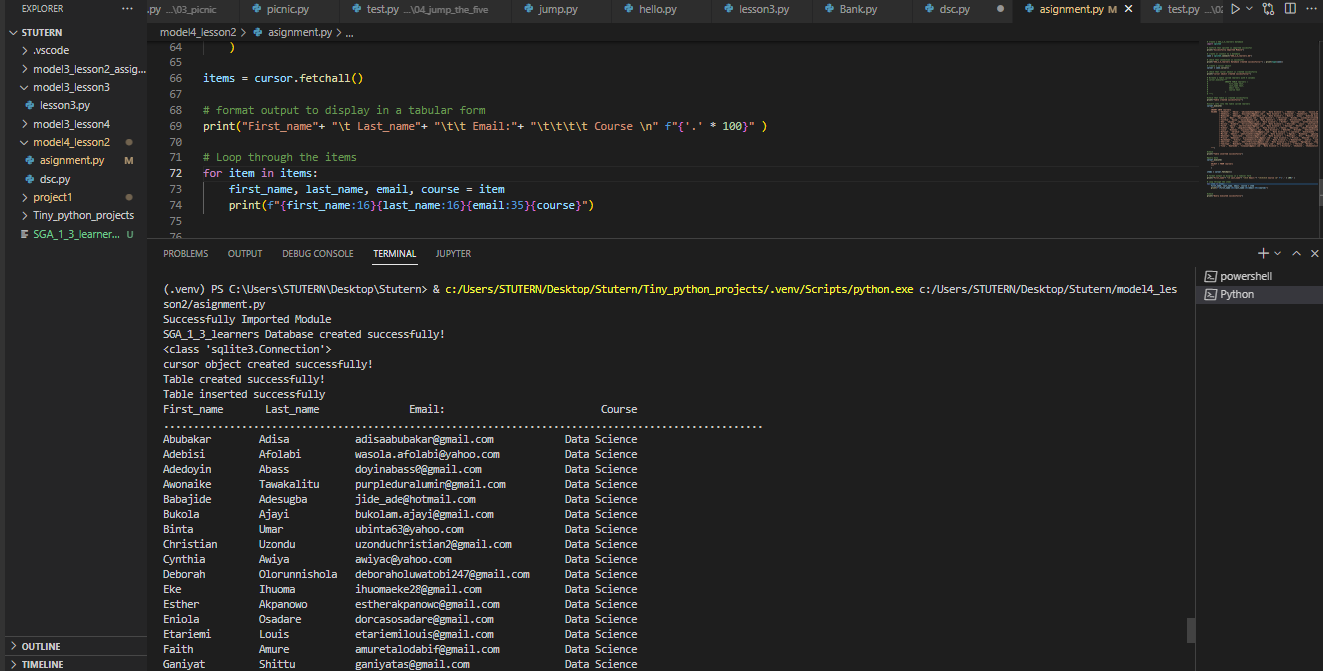 EXPLORER ...
.py ...\03_picnic picnic.py test.py ...\04_jump_the_five jump.py hello.py lesson3.py Bank.py dsc.py asignment.py M test.py ...\02
STUTERN
.vscode
model3_lesson2_assig...
model3_lesson3
lesson3.py
model3_lesson4
model4_lesson2
asignment.py M
dsc.py
project1
Tiny_python_projects
SGA_1_3_learner... U
OUTLINE
TIMELINE
model4_lesson2 > asignment.py > ...
64 )
65
66 items = cursor.fetchall()
67
68 # format output to display in a tabular form
69 print("First_name"+ "\t Last_name"+ "\t\t Email:"+ "\t\t\t\t Course \n" f"{'.' * 100}" )
70
71 # Loop through the items
72 for item in items:
73 first_name, last_name, email, course = item
74 print(f"{first_name:16}{last_name:16}{email:35}{course}")
75
76
PROBLEMS OUTPUT DEBUG CONSOLE TERMINAL JUPYTER
powershell
Python
(.venv) PS C:\Users\STUTERN\Desktop\Stutern> & c:/Users/STUTERN/Desktop/Stutern/Tiny_python_projects/.venv/Scripts/python.exe c:/Users/STUTERN/Desktop/Stutern/model4_les
son2/asignment.py
Successfully Imported Module
SGA_1_3_learners Database created successfully!
<class 'sqlite3.Connection'>
cursor object created successfully!
Table created successfully!
Table inserted successfully
First_name Last_name Email: Course
....................................................................................................
Abubakar Adisa adisaabubakar@gmail.com Data Science
Adebisi Afolabi wasola.afolabi@yahoo.com Data Science
Adedoyin Abass doyinabass0@gmail.com Data Science
Awonaike Tawakalitu purpleduralumin@gmail.com Data Science
Babajide Adesugba jide_ade@hotmail.com Data Science
Bukola Ajayi bukolam.ajayi@gmail.com Data Science
Binta Umar ubinta63@yahoo.com Data Science
Christian Uzondu uzonduchristian2@gmail.com Data Science
Cynthia Awiya awiyac@yahoo.com Data Science
Deborah Olorunnishola deboraholuwatobi247@gmail.com Data Science
Eke Ihuoma ihuomaeke28@gmail.com Data Science
Esther Akpanowo estherakpanowo@gmail.com Data Science
Eniola Osadare dorcasosadare@gmail.com Data Science
Etariemi Louis etariemilouis@gmail.com Data Science
Faith Amure amuretalodabif@gmail.com Data Science
Ganiyat Shittu ganiyatas@gmail.com Data Science